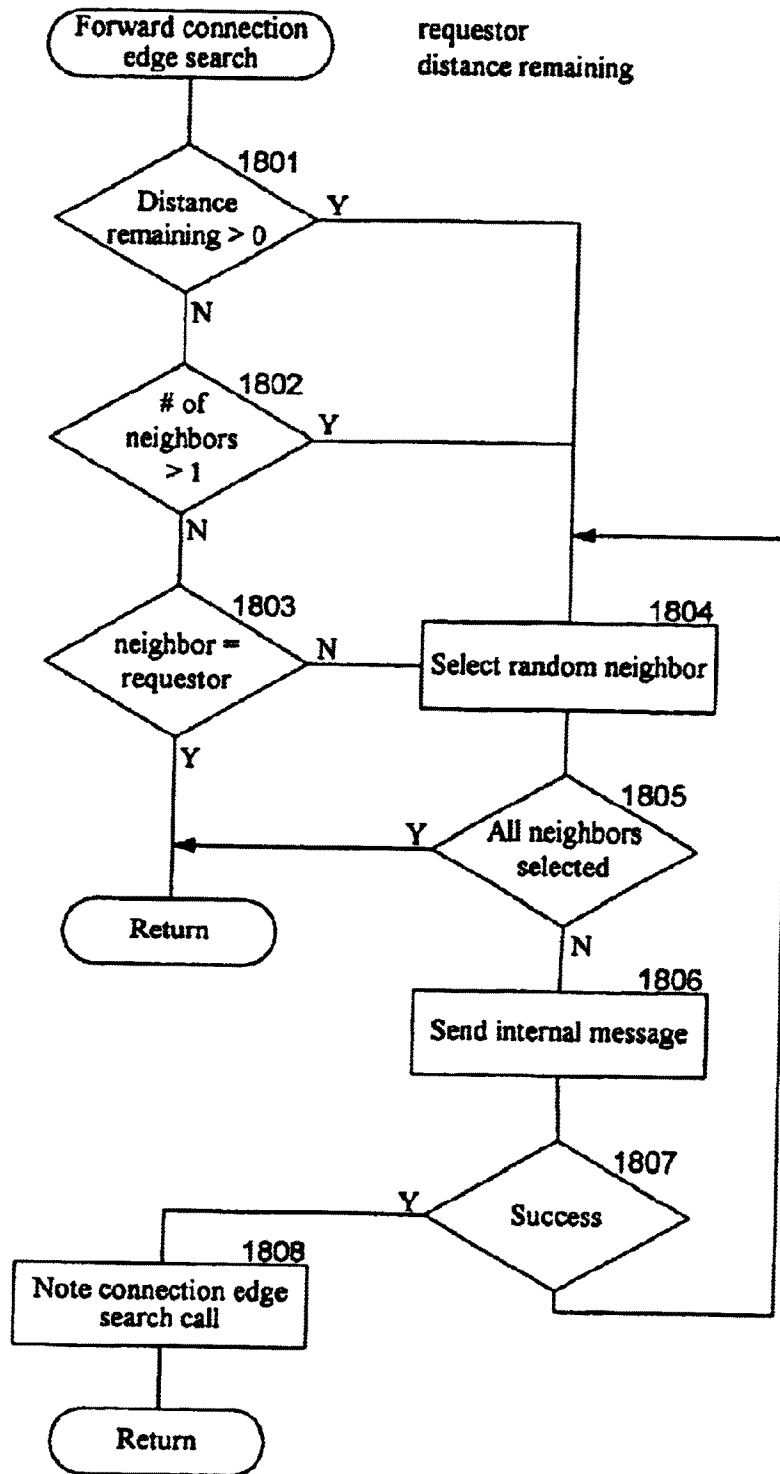 Forward connection
edge search
requestor
distance remaining
1801
Distance
remaining > 0
Y
N
1802
# of
neighbors
> 1
Y
N
1803
neighbor =
requestor
N
Y
1804
Select random neighbor
1805
All neighbors
selected
Y
N
Return
1806
Send internal message
1807
Success
Y
1808
Note connection edge
search call
Return